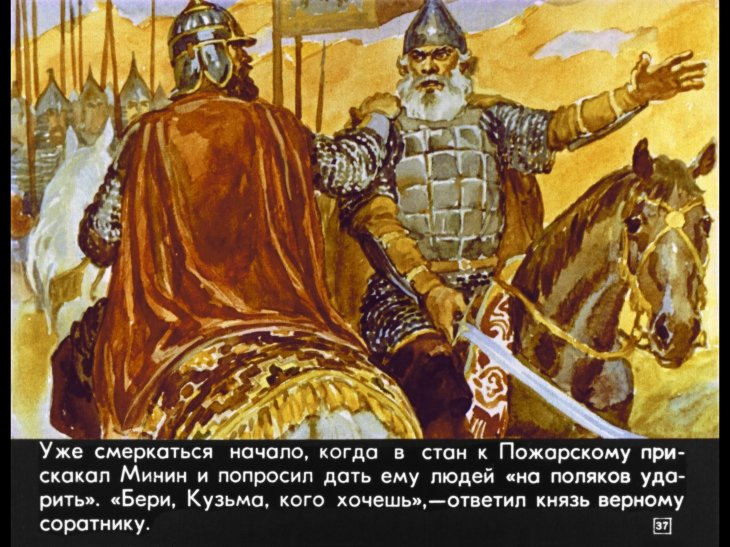 Уже смеркаться начало, когда в стан к Пожарскому при-
скакал Минин и попросил дать ему людей «на поляков уда-
рить». «Бери, Кузьма, кого хочешь»,—ответил князь верному
соратнику.
37